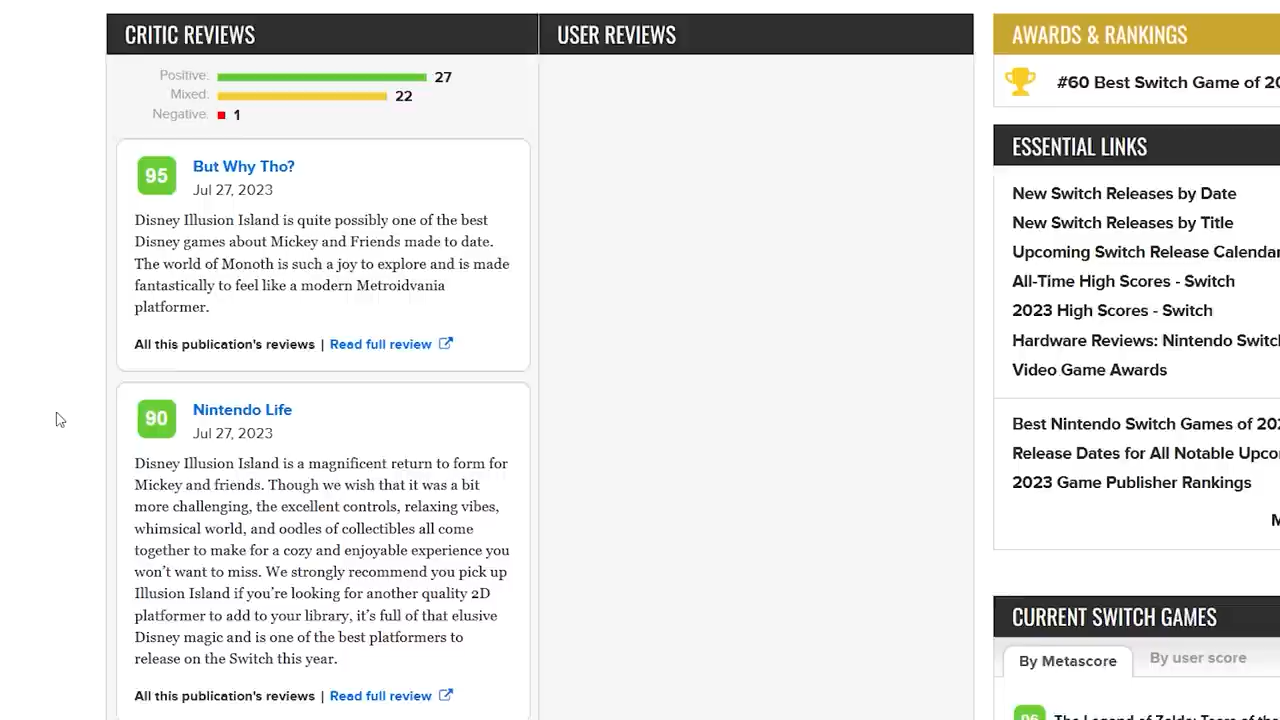 CRITIC REVIEWS
Positive: 27
Mixed: 22
Negative: 1
95
But Why Tho?
Jul 27, 2023
Disney Illusion Island is quite possibly one of the best
Disney games about Mickey and Friends made to date.
The world of Monoth is such a joy to explore and is made
fantastically to feel like a modern Metroidvania
platformer.
All this publication's reviews | Read full review
90
Nintendo Life
Jul 27, 2023
Disney Illusion Island is a magnificent return to form for
Mickey and friends. Though we wish that it was a bit
more challenging, the excellent controls, relaxing vibes,
whimsical world, and oodles of collectibles all come
together to make for a cozy and enjoyable experience you
won't want to miss. We strongly recommend you pick up
Illusion Island if you're looking for another quality 2D
platformer to add to your library, it's full of that elusive
Disney magic and is one of the best platformers to
release on the Switch this year.
All this publication's reviews | Read full review
USER REVIEWS
AWARDS & RANKINGS
#60 Best Switch Game of
ESSENTIAL LINKS
New Switch Releases by Date
New Switch Releases by Title
Upcoming Switch Release Calendar
All-Time High Scores - Switch
2023 High Scores - Switch
Hardware Reviews: Nintendo Switch
Video Game Awards
Best Nintendo Switch Games of
Release Dates for All Notable
2023 Game Publisher Rankings
CURRENT SWITCH GAMES
By Metascore
By user score
96
The Legend of Zelda: Tears of the